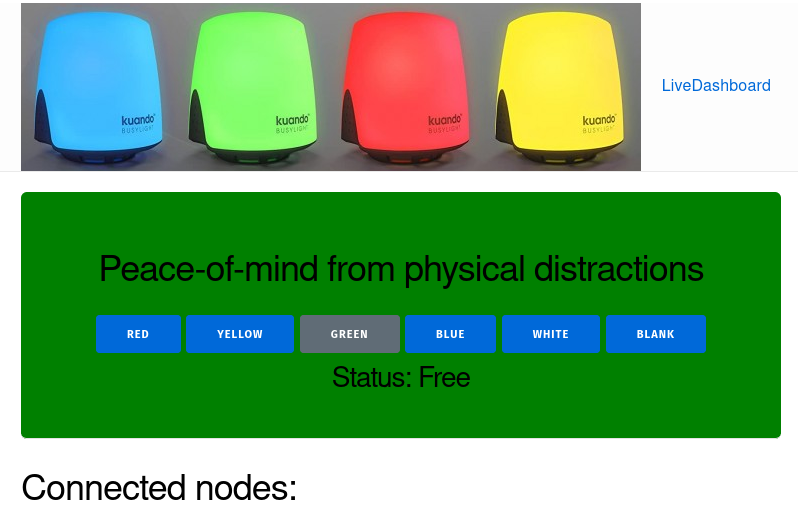 kuando
BUSYLIGHT
kuando
BUSYLIGHT
kuando
BUSYLIGHT
kuando
BUSYLIGHT
LiveDashboard
Peace-of-mind from physical distractions
RED YELLOW GREEN BLUE WHITE BLANK
Status: Free
Connected nodes: